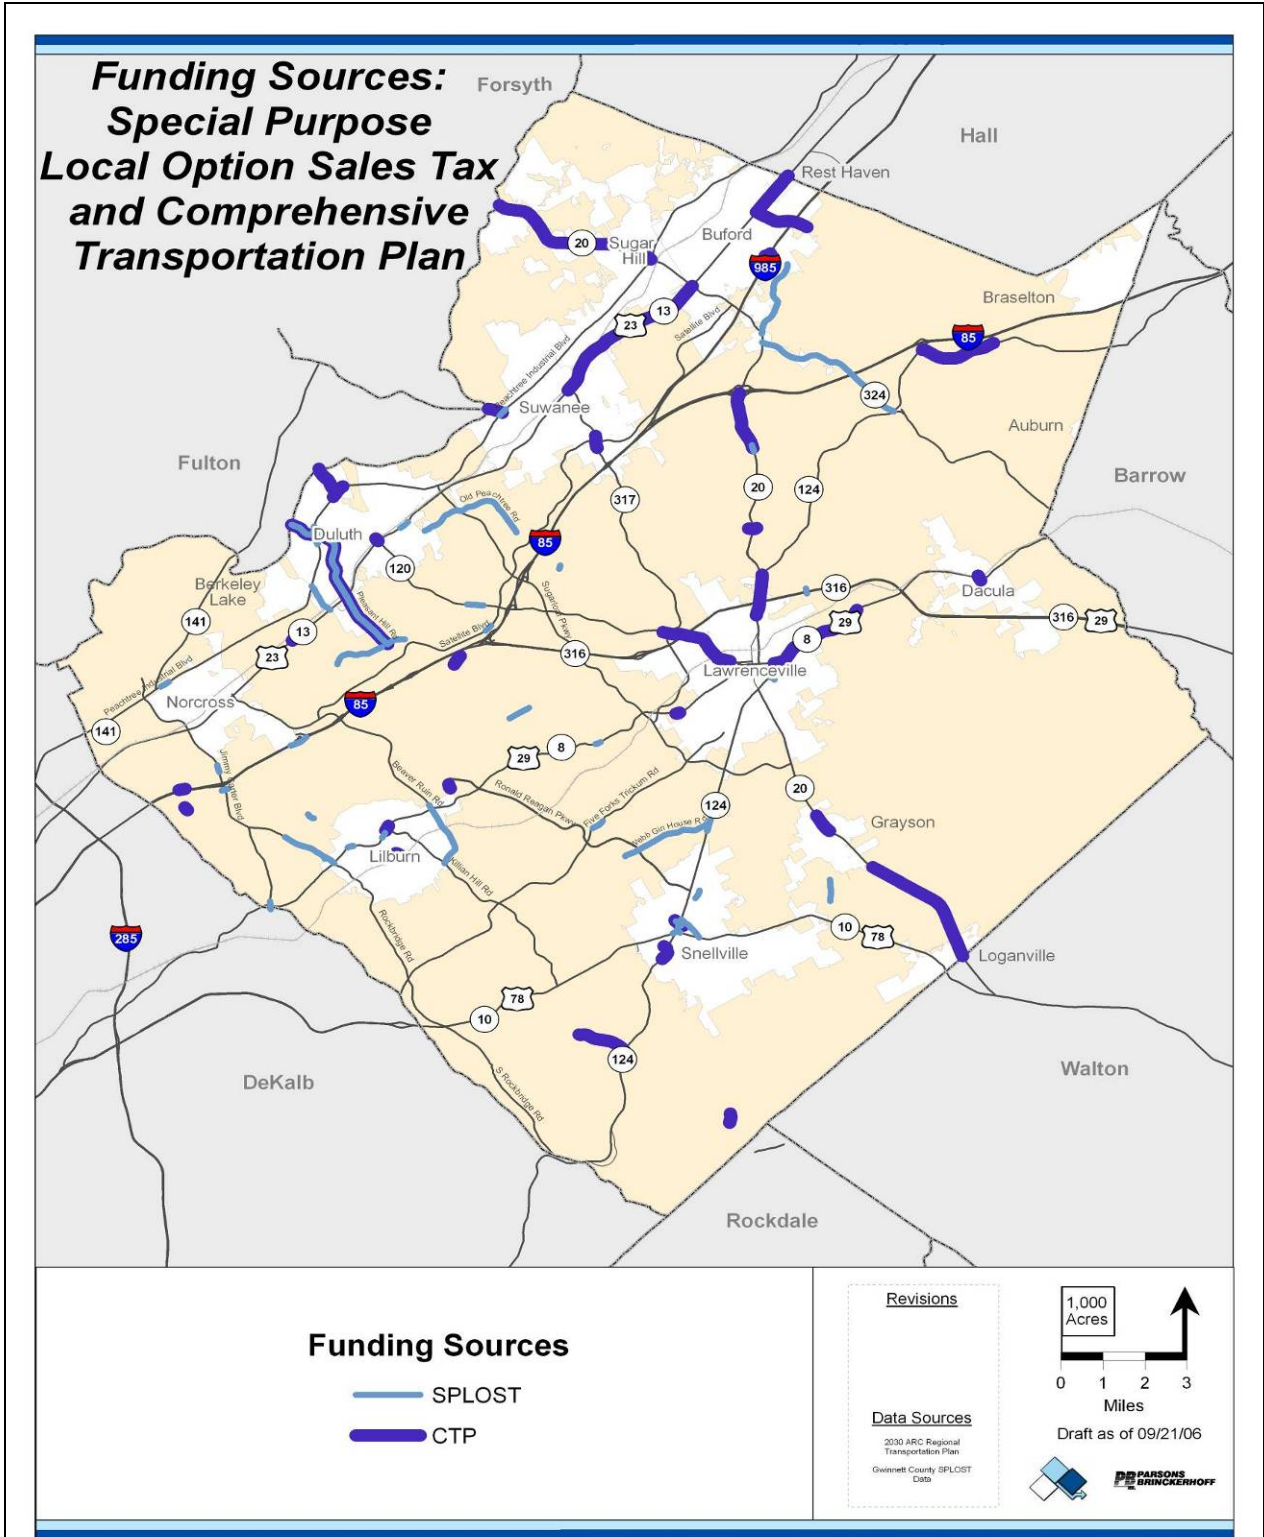 Funding Sources:
Special Purpose
Local Option Sales Tax
and Comprehensive
Transportation Plan
Forsyth
Hall
Rest Haven
Buford
20
Sugar
Hill
985
13
23
Satellite Blvd
Braselton
85
Peachtree Industrial Blvd
Suwanee
324
Auburn
Fulton
Barrow
20
124
317
Old Peachtree Rd
Duluth
85
120
Berkeley
Lake
Pleasant Hill Rd
Sugarloaf Pkwy
316
Dacula
141
13
23
Satellite Blvd
316
8
29
316
29
Lawrenceville
Peachtree Industrial Blvd
Norcross
85
141
29
8
Jimmy Carter Blvd
Beaver Ruin Rd
Ronald Reagan Pkwy
Five Forks Trickum Rd
20
124
Webb Gin House Rd
Grayson
Lilburn
Killian Hill Rd
Rockbridge Rd
285
10
78
Snellville
Loganville
78
10
124
S Rockbridge Rd
DeKalb
Walton
Rockdale
Funding Sources
SPLOST
CTP
Revisions
Data Sources
2030 ARC Regional
Transportation Plan
Gwinnett County SPLOST
Data
1,000
Acres
0 1 2 3
Miles
Draft as of 09/21/06
PB PARSONS
BRINCKERHOFF